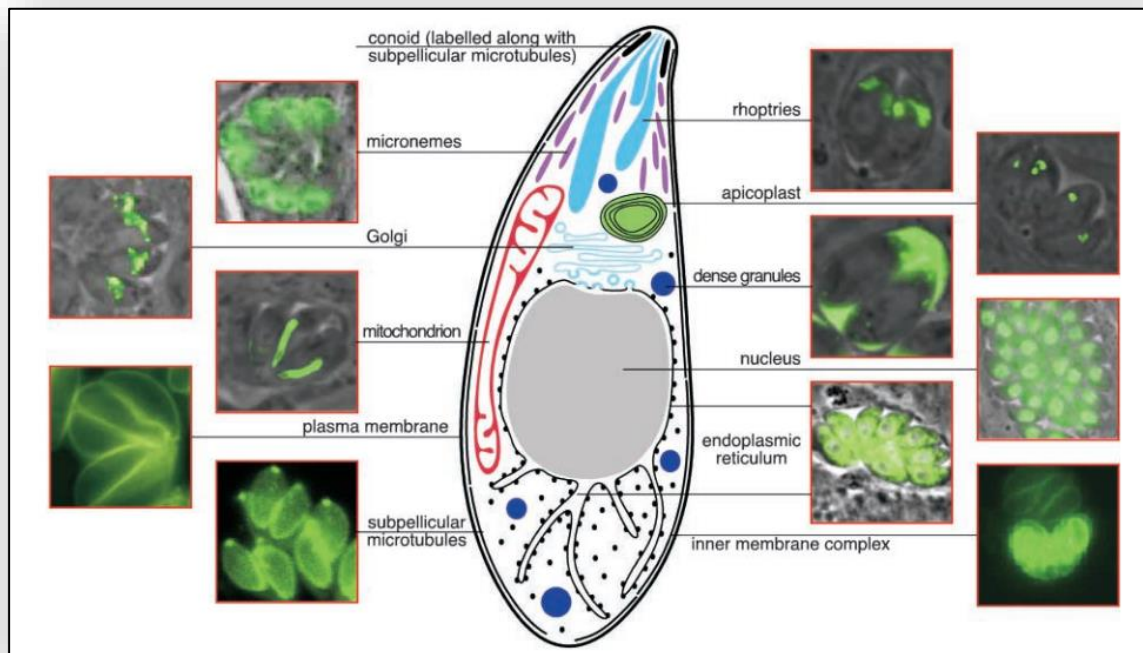 conoid (labelled along with
subpellicular microtubules)
micronemes
Golgi
mitochondrion
plasma membrane
subpellicular
microtubules
rhoptries
apicoplast
dense granules
nucleus
endoplasmic
reticulum
inner membrane complex